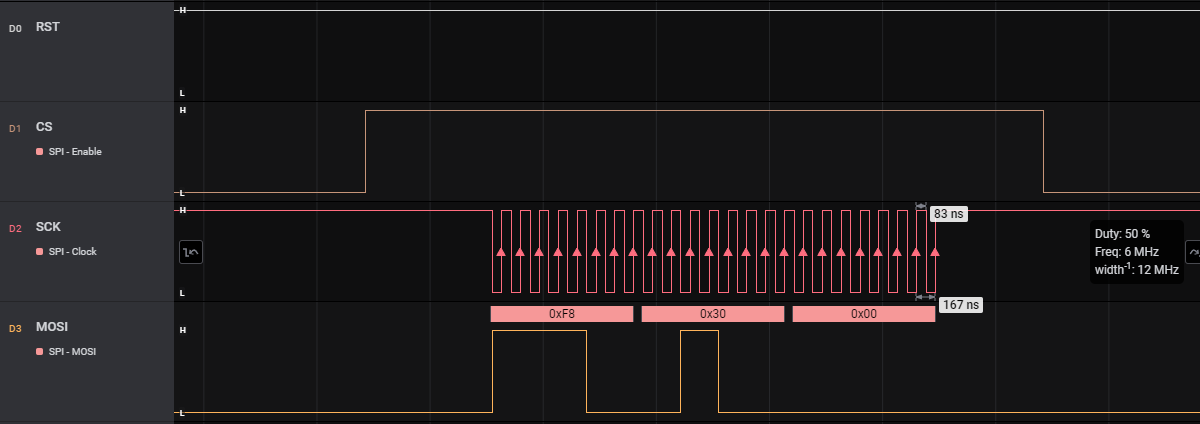 D0 RST
H
L
D1 CS
SPI - Enable
H
L
D2 SCK
SPI - Clock
H
L
83 ns
167 ns
Duty: 50 %
Freq: 6 MHz
width-1: 12 MHz
D3 MOSI
SPI - MOSI
H
L
0xF8 0x30 0x00